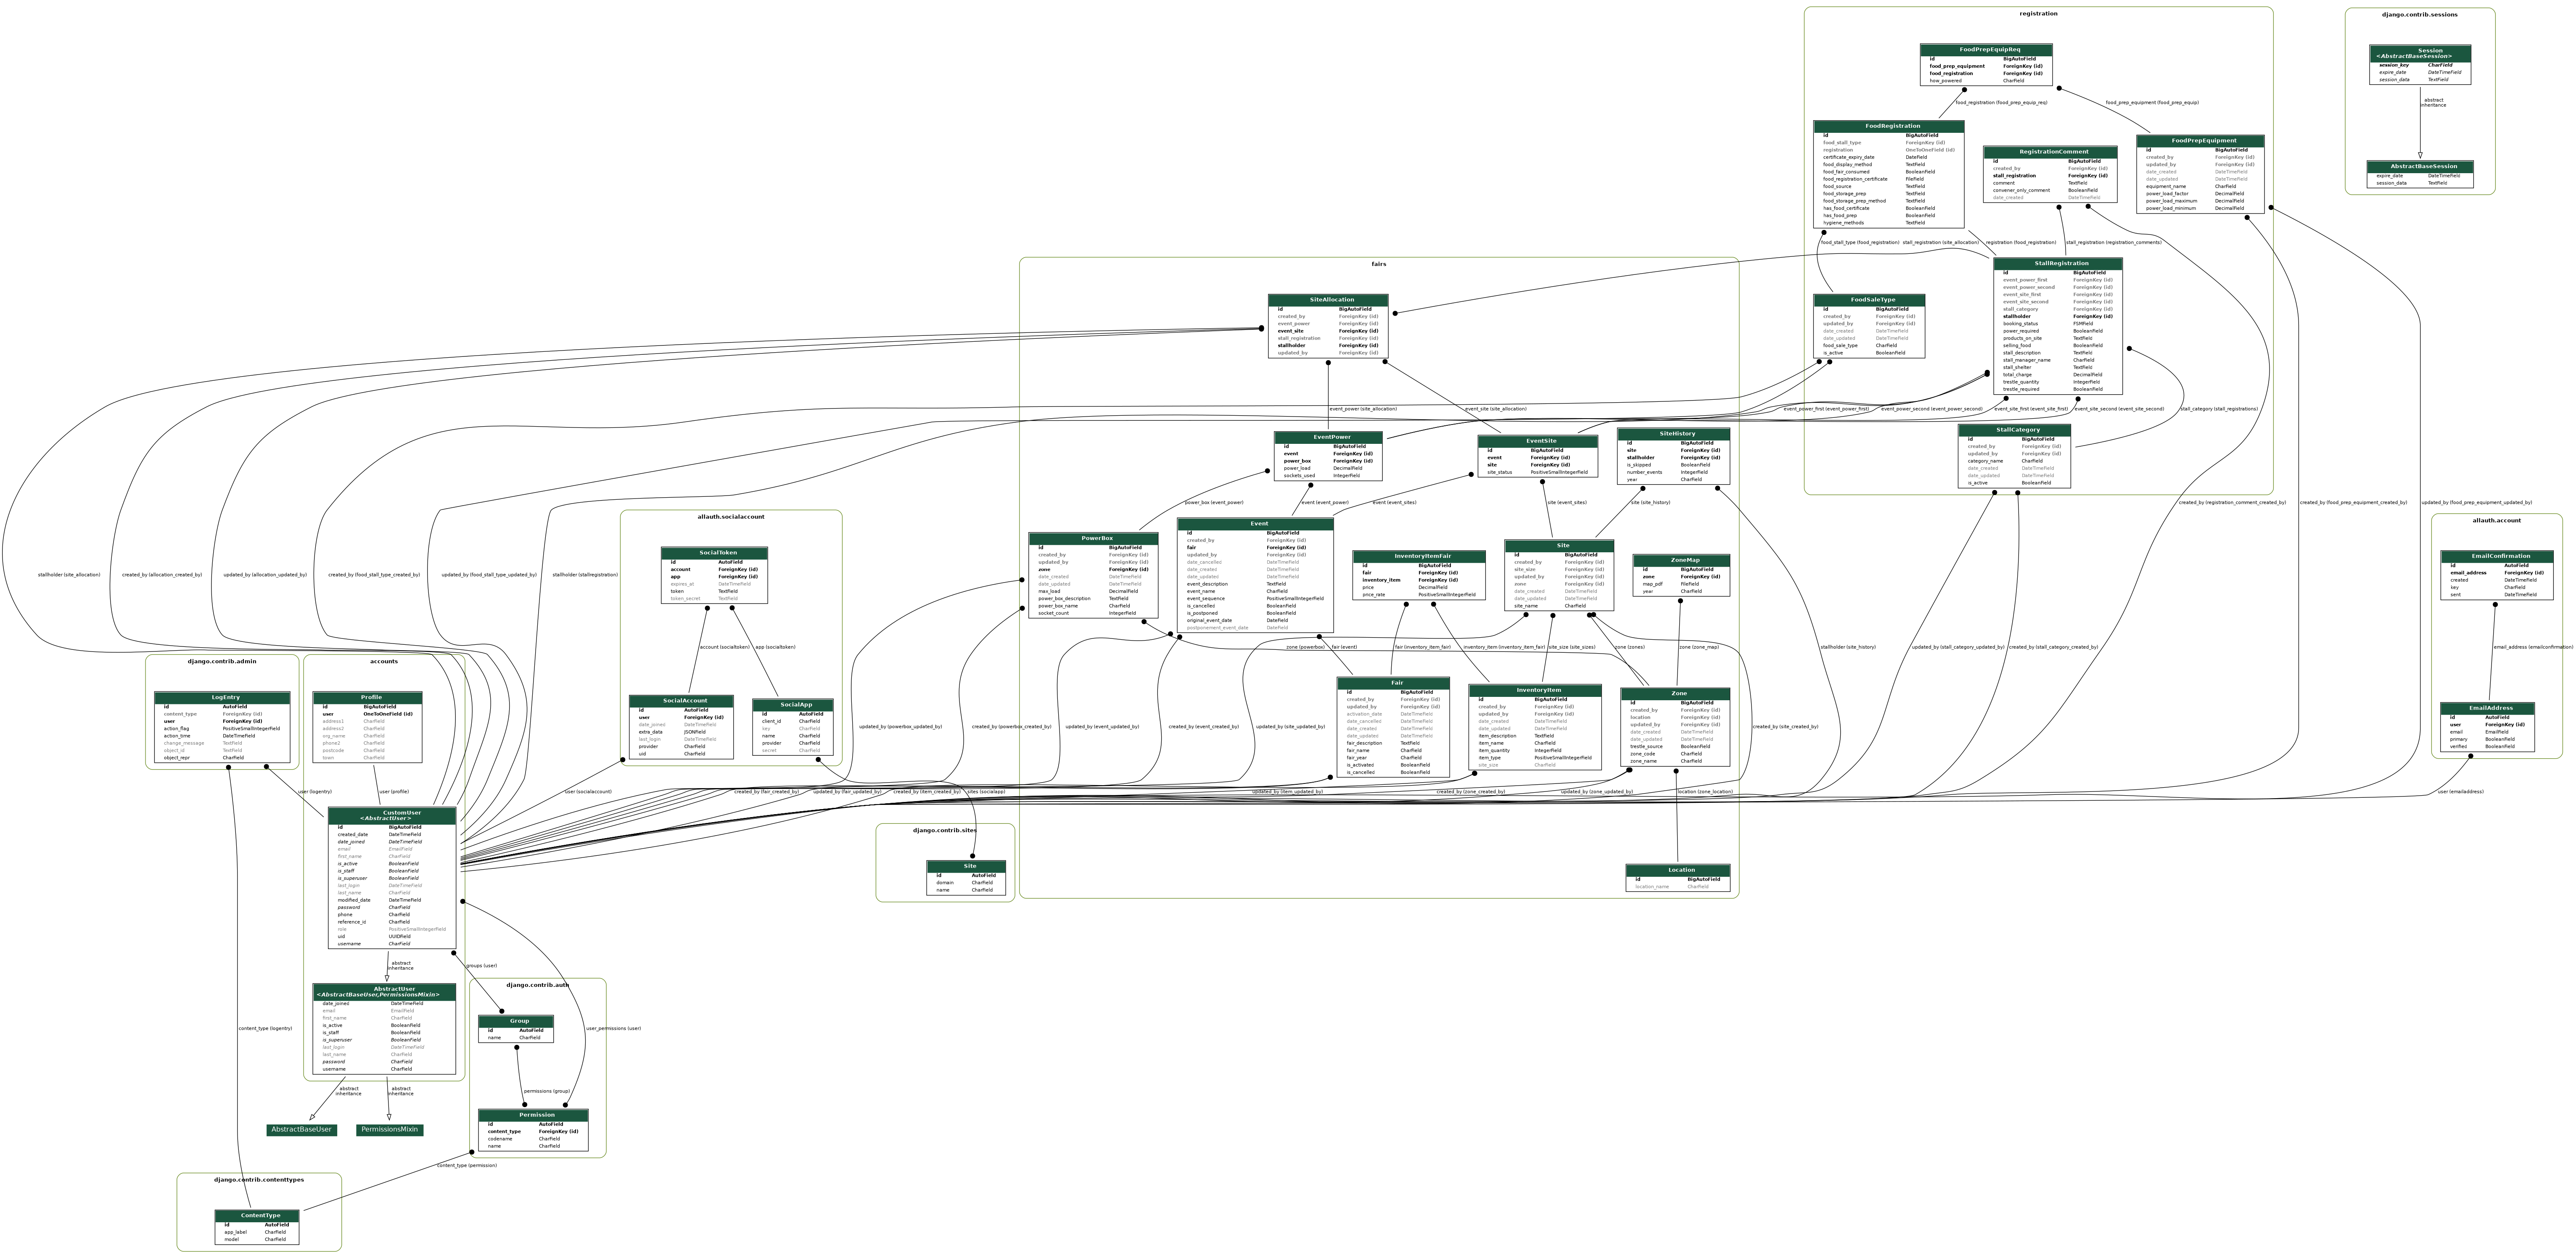 registration
FoodPrepEquipReq
id BigAutoField
food_prep_equipment ForeignKey (id)
food_registration ForeignKey (id)
how_powered CharField
food_registration (food_prep_equip_req)
food_prep_equipment (food_prep_equip)
FoodRegistration
id BigAutoField
food_stall_type ForeignKey (id)
registration OneToOneField (id)
certificate_expiry_date DateField
food_display_method TextField
food_fair_consumed BooleanField
food_registration_certificate FileField
food_source TextField
food_storage_prep TextField
food_storage_prep_method TextField
has_food_certificate BooleanField
has_food_prep BooleanField
hygiene_methods TextField
RegistrationComment
id BigAutoField
created_by ForeignKey (id)
stall_registration ForeignKey (id)
comment TextField
convener_only_comment BooleanField
date_created DateTimeField
FoodPrepEquipment
id BigAutoField
created_by ForeignKey (id)
updated_by ForeignKey (id)
date_created DateTimeField
date_updated DateTimeField
equipment_name CharField
power_load_factor DecimalField
power_load_maximum DecimalField
power_load_minimum DecimalField
food_stall_type (food_registration)
stall_registration (site_allocation)
registration (food_registration)
stall_registration (registration_comments)
StallRegistration
id BigAutoField
event_power_first ForeignKey (id)
event_power_second ForeignKey (id)
event_site_first ForeignKey (id)
event_site_second ForeignKey (id)
stall_category ForeignKey (id)
stallholder ForeignKey (id)
booking_status FSMField
power_required BooleanField
products_on_site TextField
selling_food BooleanField
stall_description TextField
stall_manager_name CharField
stall_shelter TextField
total_charge DecimalField
trestle_quantity IntegerField
trestle_required BooleanField
FoodSaleType
id BigAutoField
created_by ForeignKey (id)
updated_by ForeignKey (id)
date_created DateTimeField
date_updated DateTimeField
food_sale_type CharField
is_active BooleanField
event_power_first (event_power_first)
event_power_second (event_power_second)
event_site_first (event_site_first)
event_site_second (event_site_second)
stall_category (stall_registrations)
StallCategory
id BigAutoField
created_by ForeignKey (id)
updated_by ForeignKey (id)
category_name CharField
date_created DateTimeField
date_updated DateTimeField
is_active BooleanField
created_by (registration_comment_created_by)
created_by (food_prep_equipment_created_by)
updated_by (food_prep_equipment_updated_by)
django.contrib.sessions
Session
<AbstractBaseSession>
session_key CharField
expire_date DateTimeField
session_data TextField
abstract
inheritance
AbstractBaseSession
expire_date DateTimeField
session_data TextField
fairs
SiteAllocation
id BigAutoField
created_by ForeignKey (id)
event_power ForeignKey (id)
event_site ForeignKey (id)
stall_registration ForeignKey (id)
stallholder ForeignKey (id)
updated_by ForeignKey (id)
event_power (site_allocation)
event_site (site_allocation)
EventPower
id BigAutoField
event ForeignKey (id)
power_box ForeignKey (id)
power_load DecimalField
sockets_used IntegerField
EventSite
id BigAutoField
event ForeignKey (id)
site ForeignKey (id)
site_status PositiveSmallIntegerField
SiteHistory
id BigAutoField
site ForeignKey (id)
stallholder ForeignKey (id)
is_skipped BooleanField
number_events IntegerField
year CharField
power_box (event_power)
event (event_power)
event (event_sites)
site (event_sites)
site (site_history)
PowerBox
id BigAutoField
created_by ForeignKey (id)
updated_by ForeignKey (id)
zone ForeignKey (id)
date_created DateTimeField
date_updated DateTimeField
max_load DecimalField
power_box_description TextField
power_box_name CharField
socket_count IntegerField
Event
id BigAutoField
created_by ForeignKey (id)
fair ForeignKey (id)
updated_by ForeignKey (id)
date_cancelled DateTimeField
date_created DateTimeField
date_updated DateTimeField
event_description TextField
event_name CharField
event_sequence PositiveSmallIntegerField
is_cancelled BooleanField
is_postponed BooleanField
original_event_date DateField
postponement_event_date DateField
InventoryItemFair
id BigAutoField
fair ForeignKey (id)
inventory_item ForeignKey (id)
price DecimalField
price_rate PositiveSmallIntegerField
Site
id BigAutoField
created_by ForeignKey (id)
site_size ForeignKey (id)
updated_by ForeignKey (id)
zone ForeignKey (id)
date_created DateTimeField
date_updated DateTimeField
site_name CharField
ZoneMap
id BigAutoField
zone ForeignKey (id)
map_pdf FileField
year CharField
zone (powerbox)
fair (event)
fair (inventory_item_fair)
inventory_item (inventory_item_fair)
site_size (site_sizes)
zone (zones)
zone (zone_map)
Fair
id BigAutoField
created_by ForeignKey (id)
updated_by ForeignKey (id)
activation_date DateTimeField
date_cancelled DateTimeField
date_created DateTimeField
date_updated DateTimeField
fair_description TextField
fair_name CharField
fair_year CharField
is_activated BooleanField
is_cancelled BooleanField
InventoryItem
id BigAutoField
created_by ForeignKey (id)
updated_by ForeignKey (id)
date_created DateTimeField
date_updated DateTimeField
item_description TextField
item_name CharField
item_quantity IntegerField
item_type PositiveSmallIntegerField
site_size CharField
Zone
id BigAutoField
created_by ForeignKey (id)
location ForeignKey (id)
updated_by ForeignKey (id)
date_created DateTimeField
date_updated DateTimeField
trestle_source BooleanField
zone_code CharField
zone_name CharField
stallholder (site_history)
updated_by (stall_category_updated_by)
created_by (stall_category_created_by)
updated_by (powerbox_updated_by)
created_by (powerbox_created_by)
updated_by (event_updated_by)
created_by (event_created_by)
updated_by (site_updated_by)
created_by (site_created_by)
created_by (fair_created_by)
updated_by (fair_updated_by)
created_by (item_created_by)
sites (socialapp)
updated_by (item_updated_by)
created_by (zone_created_by)
updated_by (zone_updated_by)
location (zone_location)
Location
id BigAutoField
location_name CharField
django.contrib.sites
Site
id AutoField
domain CharField
name CharField
stallholder (site_allocation)
created_by (allocation_created_by)
updated_by (allocation_updated_by)
created_by (food_stall_type_created_by)
updated_by (food_stall_type_updated_by)
stallholder (stallregistration)
allauth.socialaccount
SocialToken
id AutoField
account ForeignKey (id)
app ForeignKey (id)
expires_at DateTimeField
token TextField
token_secret TextField
account (socialtoken)
app (socialtoken)
SocialAccount
id AutoField
user ForeignKey (id)
date_joined DateTimeField
extra_data JSONField
last_login DateTimeField
provider CharField
uid CharField
SocialApp
id AutoField
client_id CharField
key CharField
name CharField
provider CharField
secret CharField
user (socialaccount)
allauth.account
EmailConfirmation
id AutoField
email_address ForeignKey (id)
created DateTimeField
key CharField
sent DateTimeField
email_address (emailconfirmation)
EmailAddress
id AutoField
user ForeignKey (id)
email EmailField
primary BooleanField
verified BooleanField
user (emailaddress)
django.contrib.admin
LogEntry
id AutoField
content_type ForeignKey (id)
user ForeignKey (id)
action_flag PositiveSmallIntegerField
action_time DateTimeField
change_message TextField
object_id TextField
object_repr CharField
user (logentry)
content_type (logentry)
accounts
Profile
id BigAutoField
user OneToOneField (id)
address1 CharField
address2 CharField
org_name CharField
phone2 CharField
postcode CharField
town CharField
user (profile)
CustomUser
<AbstractUser>
id BigAutoField
created_date DateTimeField
date_joined DateTimeField
email EmailField
first_name CharField
is_active BooleanField
is_staff BooleanField
is_superuser BooleanField
last_login DateTimeField
last_name CharField
modified_date DateTimeField
password CharField
phone CharField
reference_id CharField
role PositiveSmallIntegerField
uid UUIDField
username CharField
abstract
inheritance
groups (user)
user_permissions (user)
AbstractUser
<AbstractBaseUser,PermissionsMixin>
date_joined DateTimeField
email EmailField
first_name CharField
is_active BooleanField
is_staff BooleanField
is_superuser BooleanField
last_login DateTimeField
last_name CharField
password CharField
username CharField
abstract
inheritance
abstract
inheritance
AbstractBaseUser
PermissionsMixin
django.contrib.auth
Group
id AutoField
name CharField
permissions (group)
Permission
id AutoField
content_type ForeignKey (id)
codename CharField
name CharField
content_type (permission)
django.contrib.contenttypes
ContentType
id AutoField
app_label CharField
model CharField